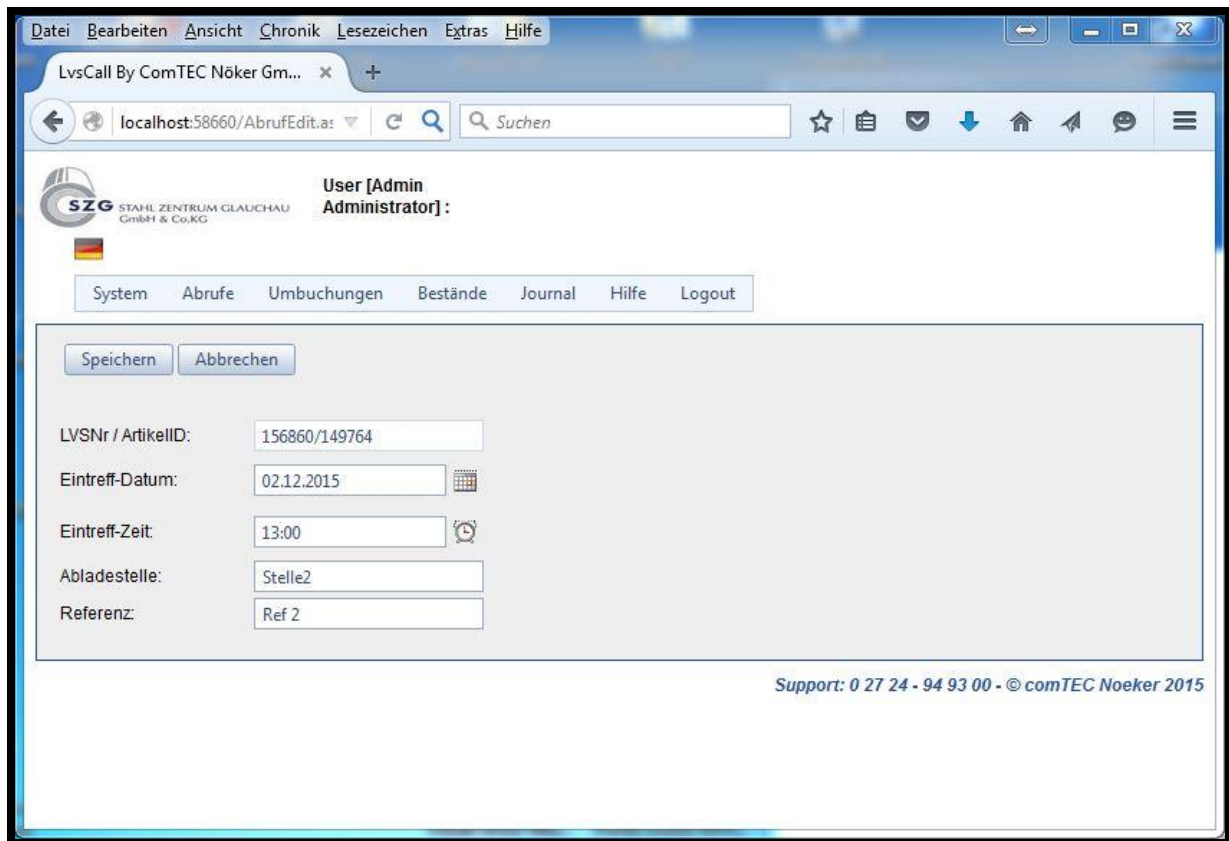 Datei Bearbeiten Ansicht Chronik Lesezeichen Extras Hilfe
LvsCall By ComTEC Nöker Gm...
localhost:58660/AbrufEdit.as
Suchen
SZG STAHL ZENTRUM GLAUCHAU
GmbH & Co.KG
User [Admin
Administrator] :
System Abrufe Umbuchungen Bestände Journal Hilfe Logout
Speichern Abbrechen
LVSNr / ArtikelID: 156860/149764
Eintreff-Datum: 02.12.2015
Eintreff-Zeit: 13:00
Abladestelle: Stelle2
Referenz: Ref 2
Support: 0 27 24 - 94 93 00 - © comTEC Noeker 2015